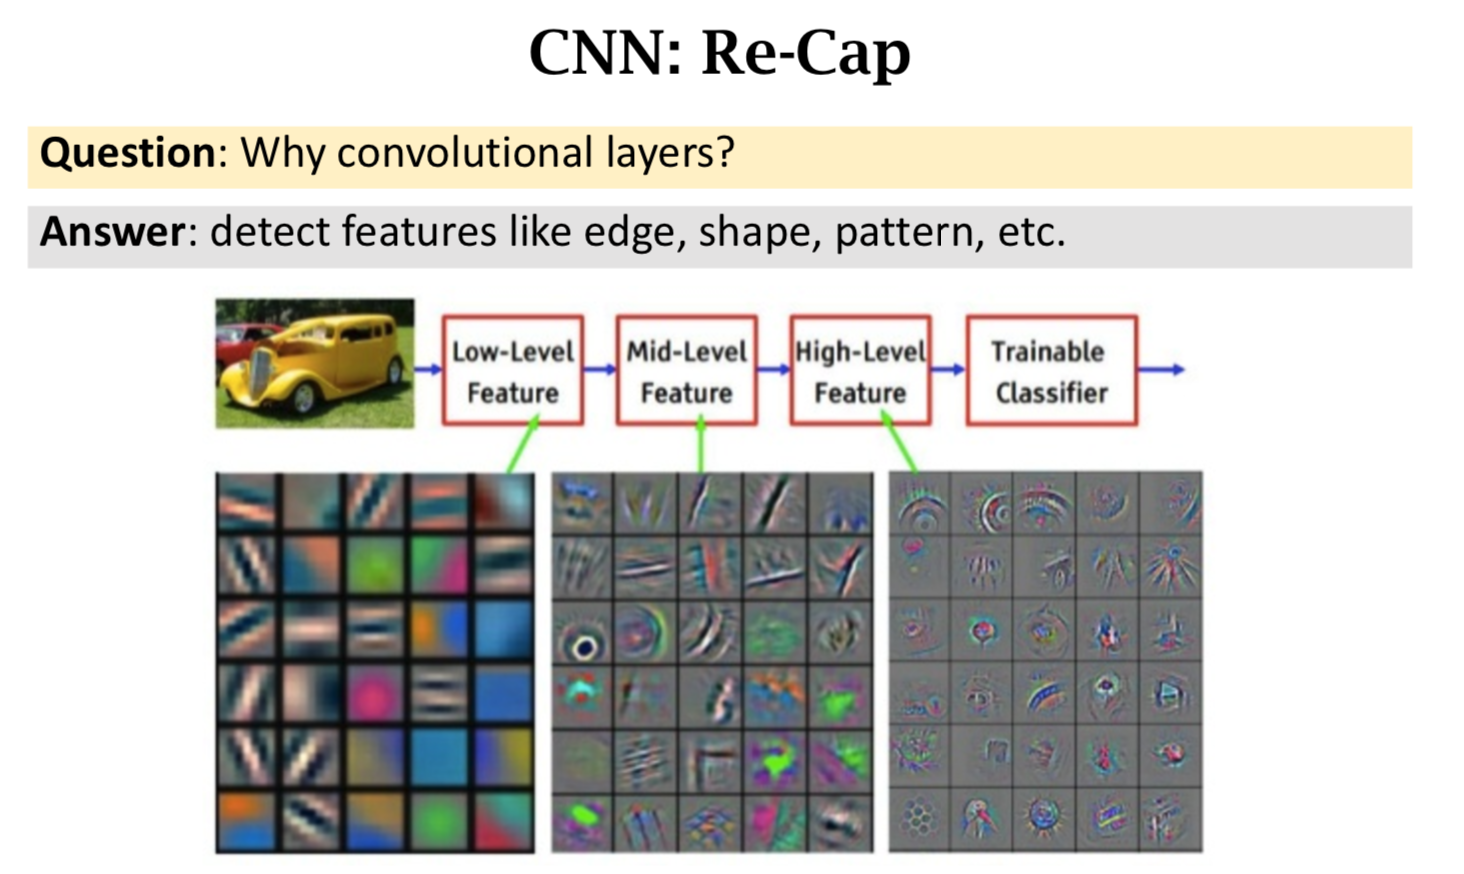 CNN: Re-Cap
Question: Why convolutional layers?
Answer: detect features like edge, shape, pattern, etc.
Low-Level
Feature
Mid-Level
Feature
High-Level
Feature
Trainable
Classifier